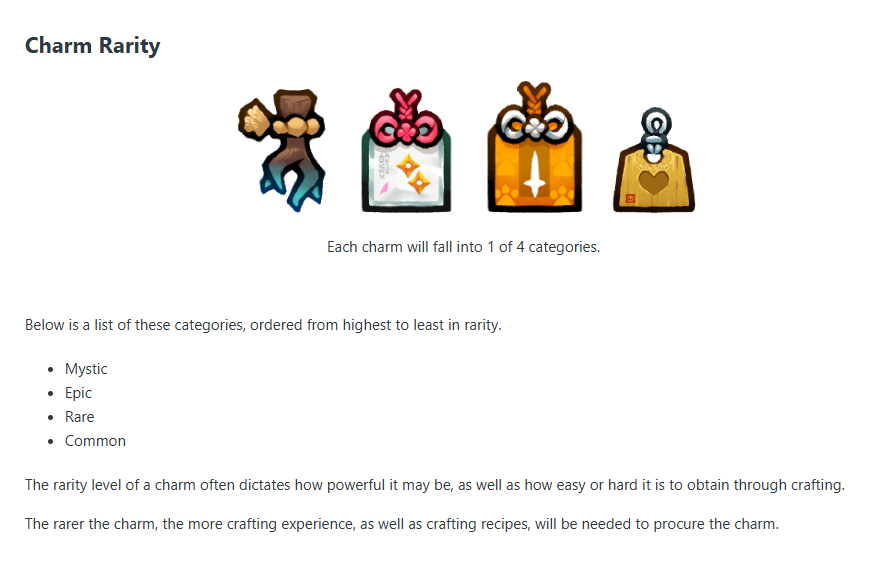 Charm Rarity
Each charm will fall into 1 of 4 categories.
Below is a list of these categories, ordered from highest to least in rarity.
Mystic
Epic
Rare
Common
The rarity level of a charm often dictates how powerful it may be, as well as how easy or hard it is to obtain through crafting.
The rarer the charm, the more crafting experience, as well as crafting recipes, will be needed to procure the charm.